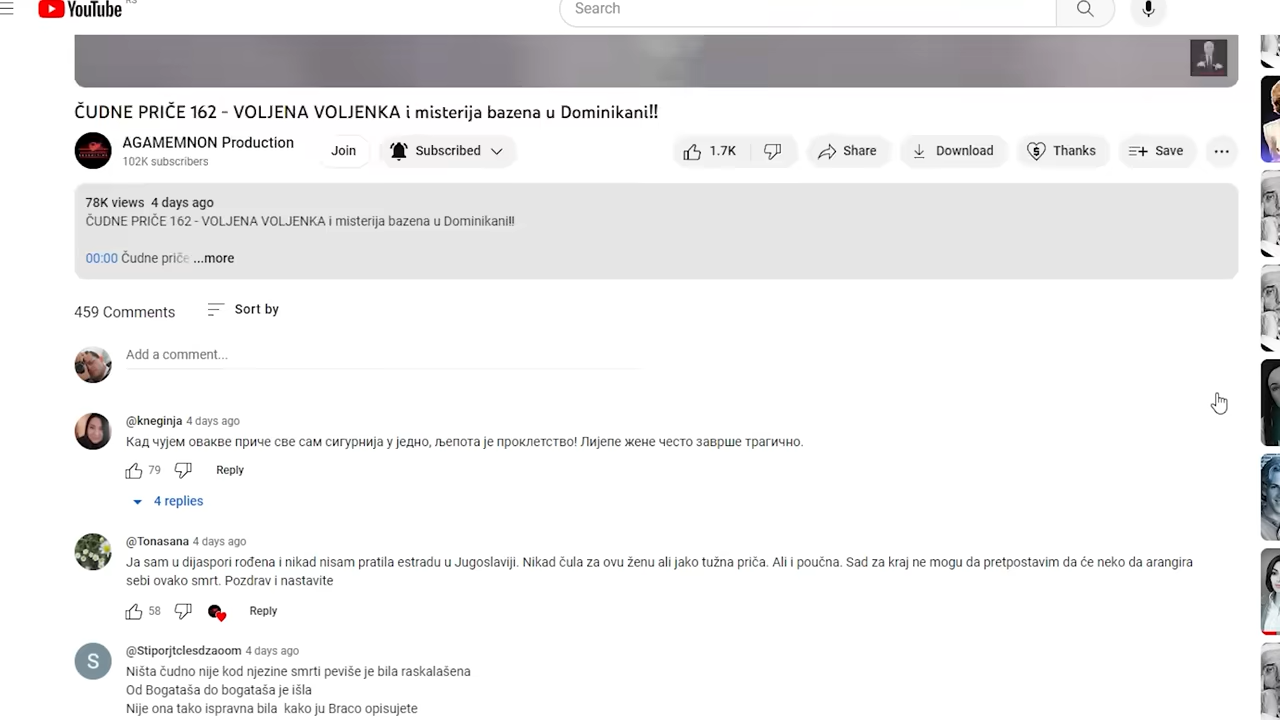 YouTube RS
Search
ČUDNE PRIČE 162 - VOLJENA VOLJENKA i misterija bazena u Dominikani!!
AGAMEMNON Production
102K subscribers
Join
Subscribed
1.7K
Share
Download
Thanks
Save
78K views 4 days ago
ČUDNE PRIČE 162 - VOLJENA VOLJENKA i misterija bazena u Dominikani!!
00:00 Čudne priče ...more
459 Comments
Sort by
Add a comment...
@kneginja 4 days ago
Кад чујем овакве приче све сам сигурнија у једно, љепота је проклетство! Лијепе жене често заврше трагично.
79
Reply
4 replies
@Tonasana 4 days ago
Ja sam u dijaspori rođena i nikad nisam pratila estradu u Jugoslaviji. Nikad čula za ovu ženu ali jako tužna priča. Ali i poučna. Sad za kraj ne mogu da pretpostavim da će neko da arangira
sebi ovako smrt. Pozdrav i nastavite
58
Reply
S
@Stiporjtclesdzaoom 4 days ago
Ništa čudno nije kod njezine smrti peviše je bila raskalašena
Od Bogataša do bogataša je išla
Nije ona tako ispravna bila kako ju Braco opisujete